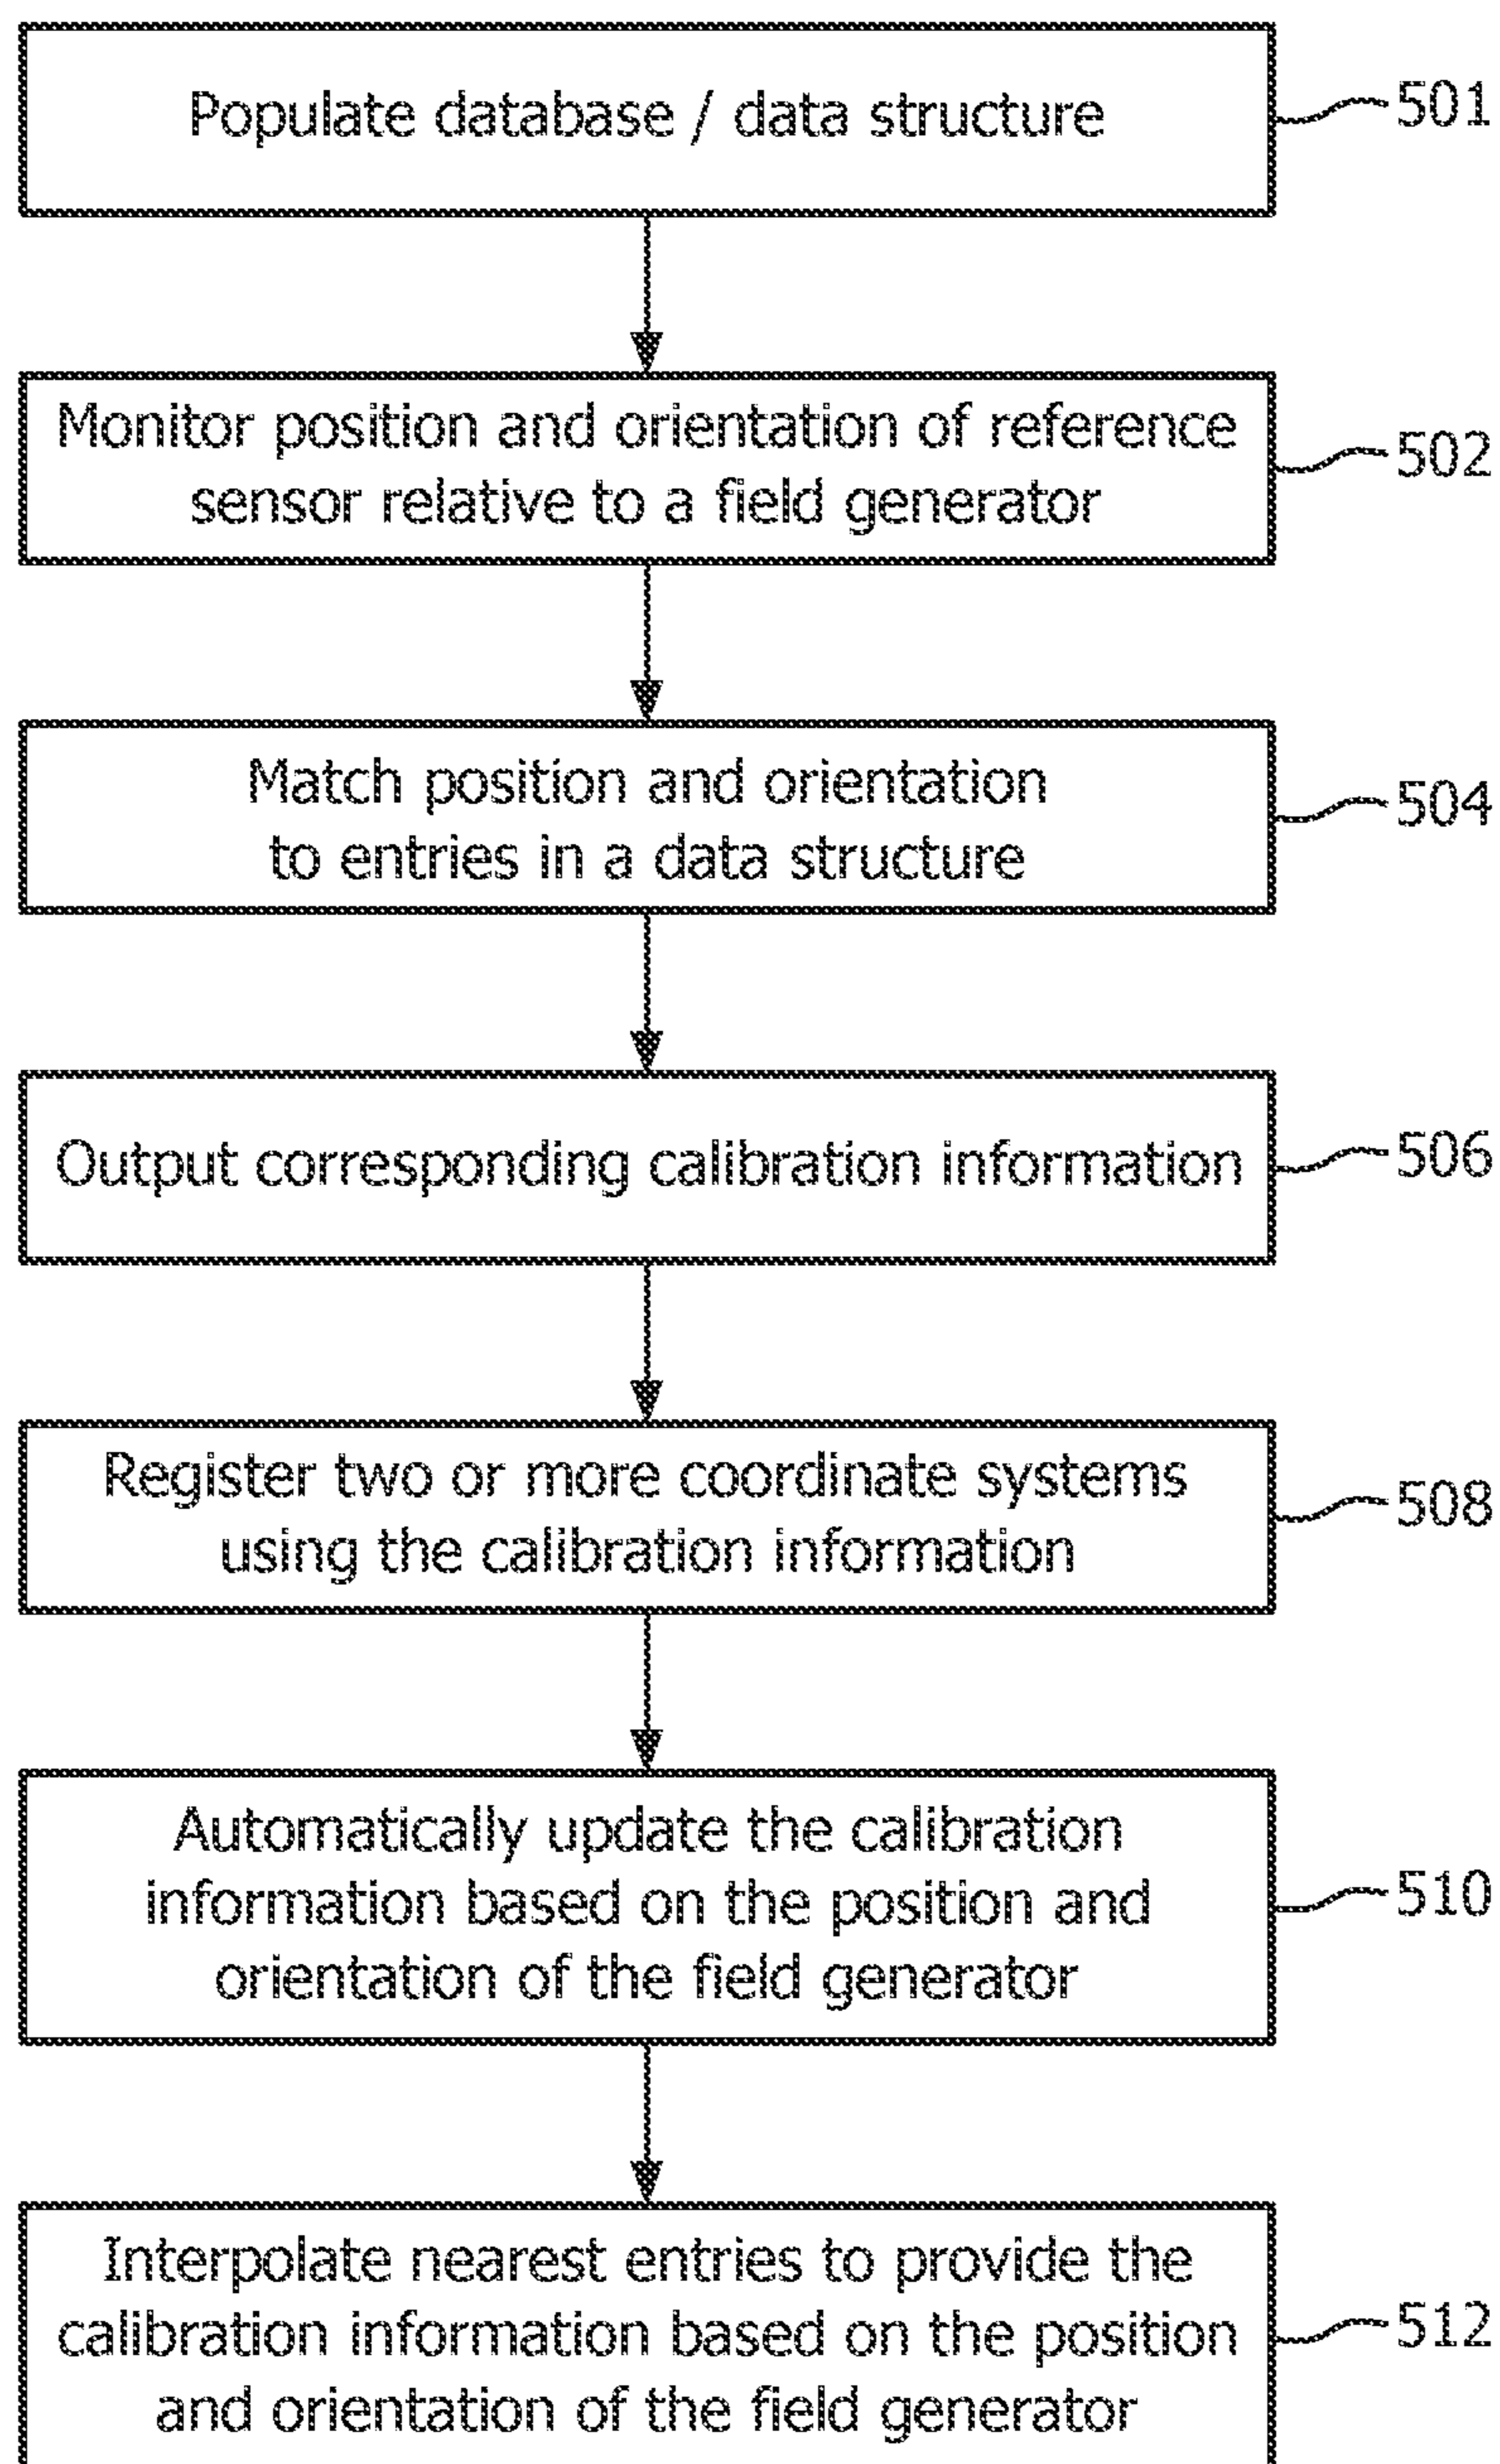 Populate database / data structure
501
Monitor position and orientation of reference
sensor relative to a field generator
502
Match position and orientation
to entries in a data structure
504
Output corresponding calibration information
506
Register two or more coordinate systems
using the calibration information
508
Automatically update the calibration
information based on the position and
orientation of the field generator
510
Interpolate nearest entries to provide the
calibration information based on the position
and orientation of the field generator
512